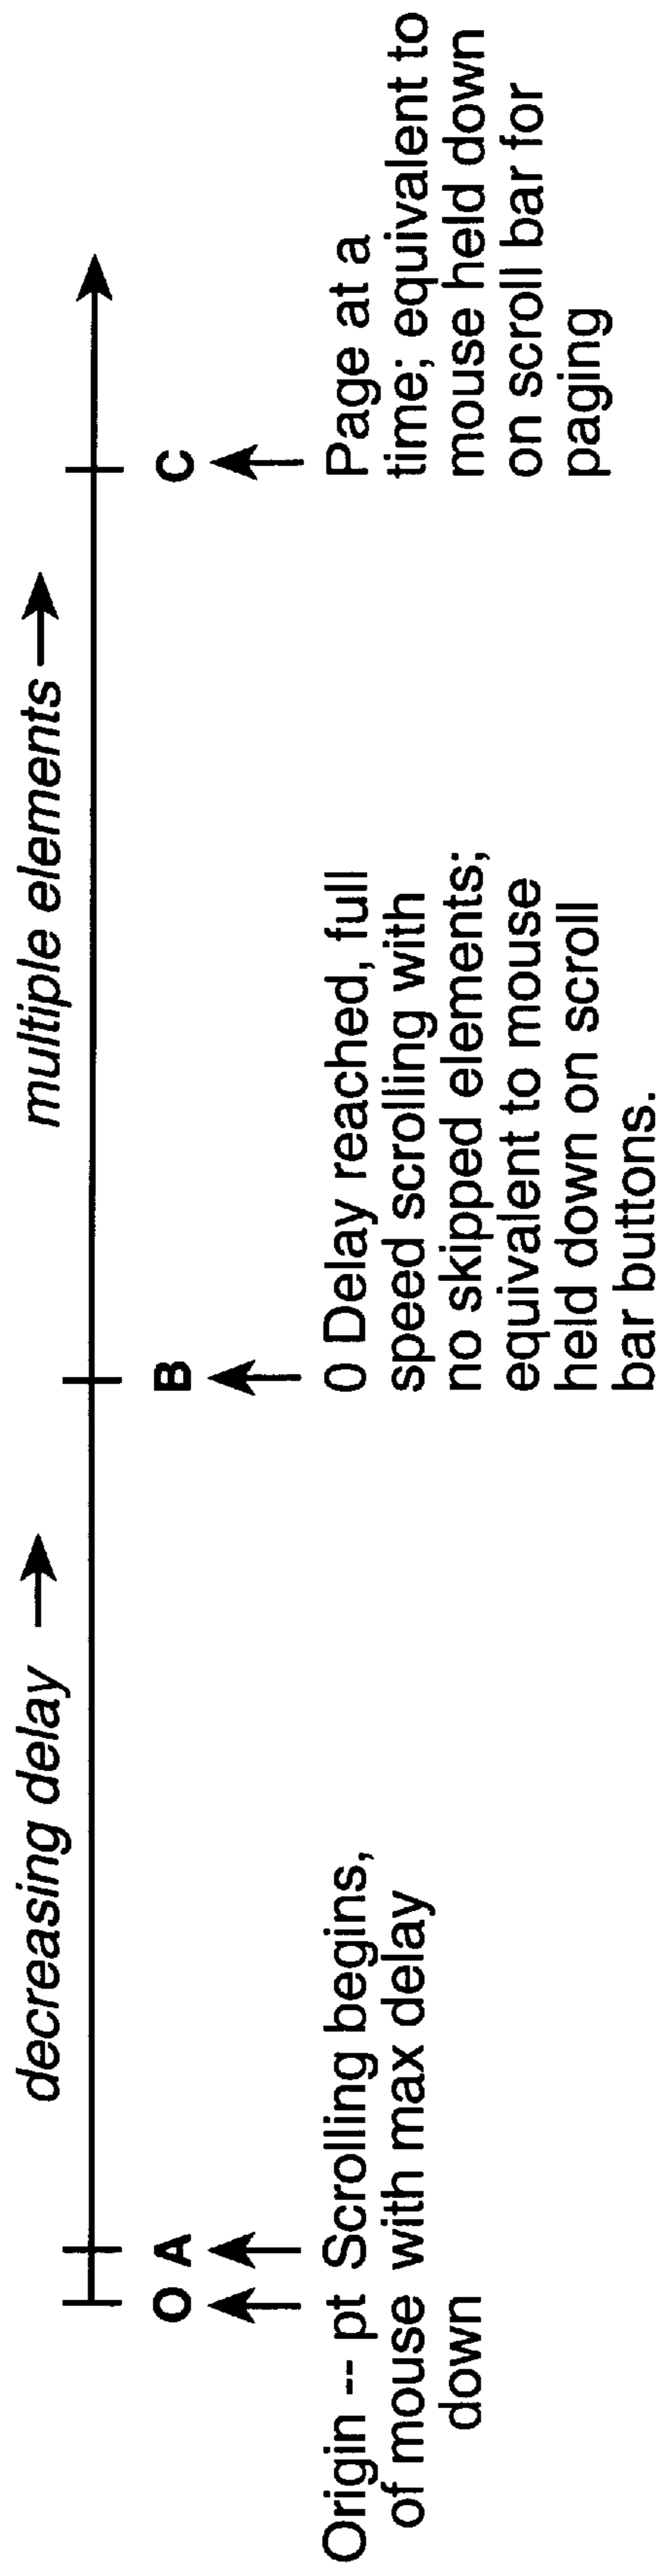 decreasing delay
multiple elements
O
A
B
C
Origin -- pt
of mouse
down
Scrolling begins,
with max delay
0 Delay reached, full
speed scrolling with
no skipped elements;
equivalent to mouse
held down on scroll
bar buttons.
Page at a
time; equivalent to
mouse held down
on scroll bar for
paging